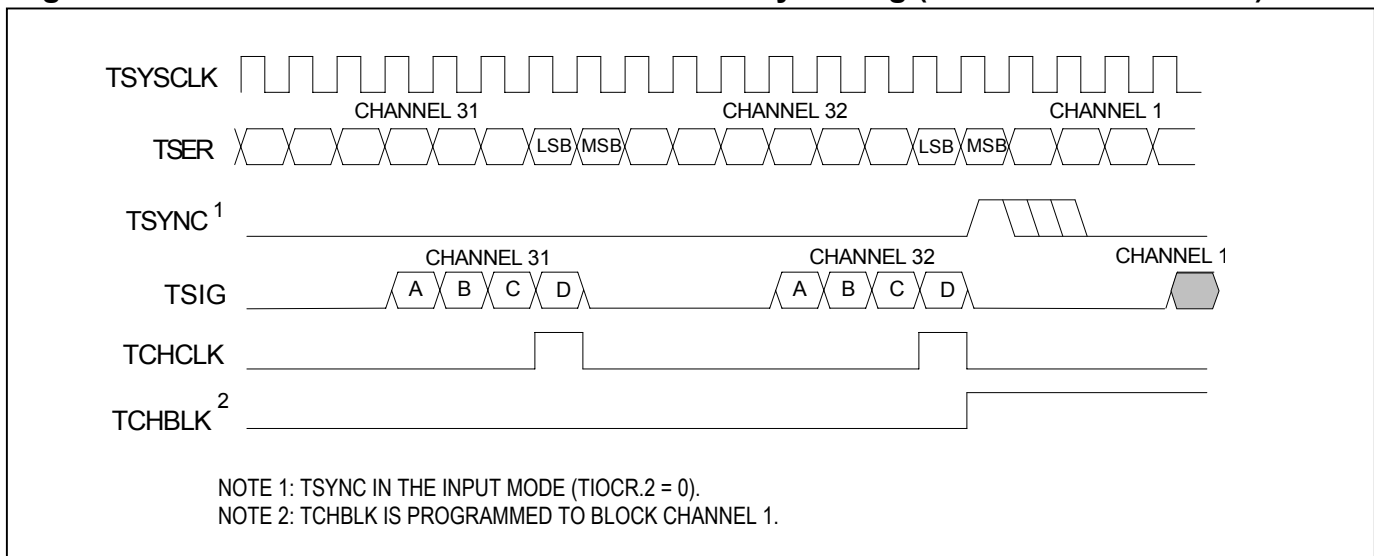 TSYSCLK
CHANNEL 31 CHANNEL 32 CHANNEL 1
TSER LSB MSB LSB MSB
TSYNC 1
CHANNEL 31 CHANNEL 32 CHANNEL 1
TSIG A B C D A B C D
TCHCLK
TCHBLK 2
NOTE 1: TSYNC IN THE INPUT MODE (TIOCR.2 = 0).
NOTE 2: TCHBLK IS PROGRAMMED TO BLOCK CHANNEL 1.